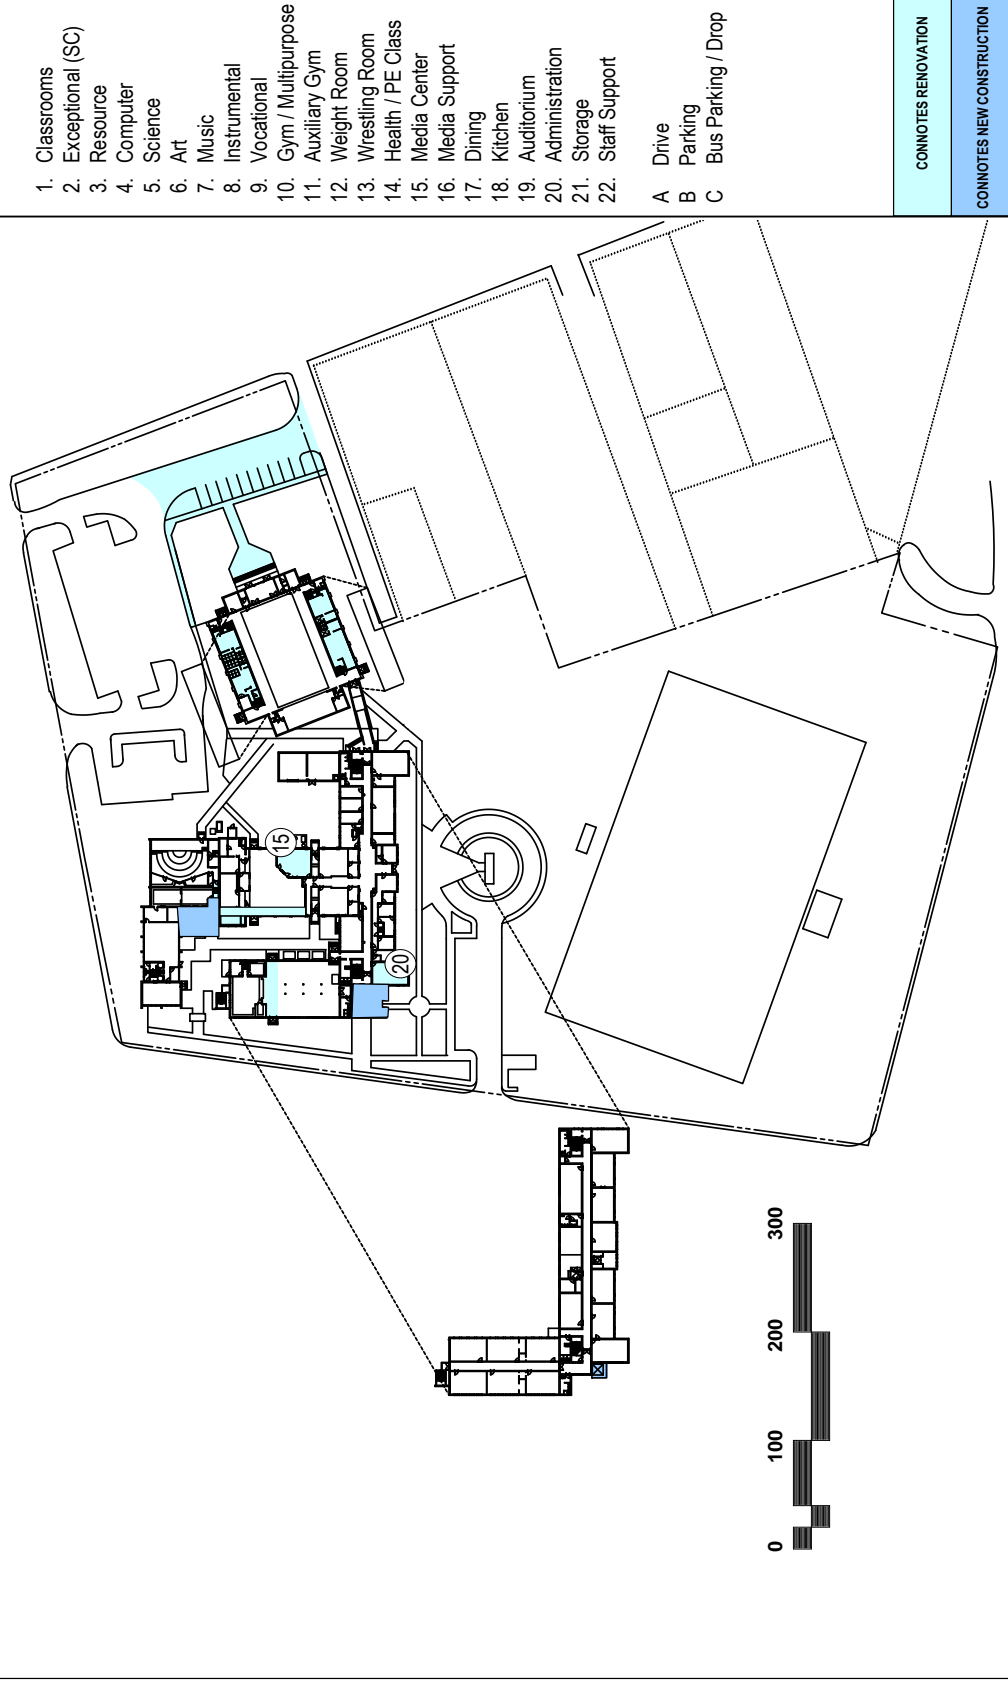 1. Classrooms
2. Exceptional (SC)
3. Resource
4. Computer
5. Science
6. Art
7. Music
8. Instrumental
9. Vocational
10. Gym / Multipurpose
11. Auxiliary Gym
12. Weight Room
13. Wrestling Room
14. Health / PE Class
15. Media Center
16. Media Support
17. Dining
18. Kitchen
19. Auditorium
20. Administration
21. Storage
22. Staff Support
A Drive
B Parking
C Bus Parking / Drop
CONNOTES RENOVATION
CONNOTES NEW CONSTRUCTION
15
20
0 100 200 300